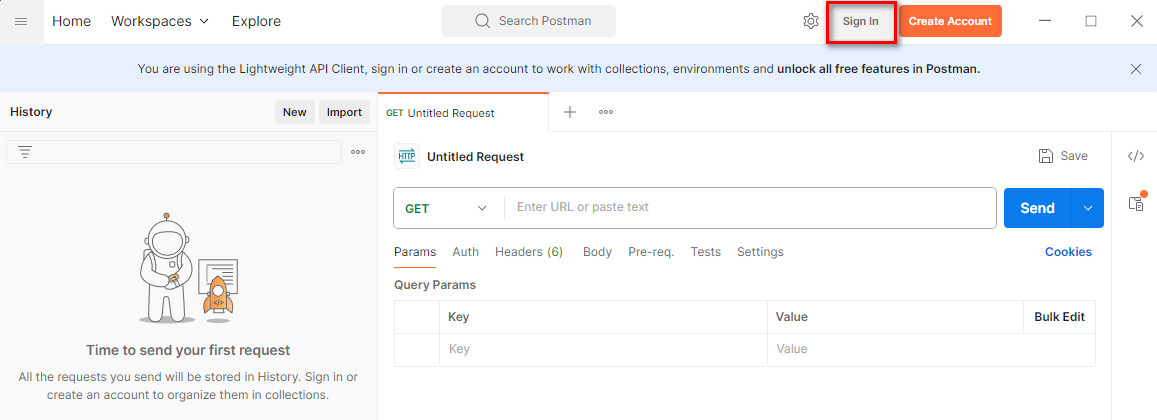 Home Workspaces Explore Search Postman Sign In Create Account
You are using the Lightweight API Client, sign in or create an account to work with collections, environments and unlock all free features in Postman.
History New Import GET Untitled Request
HTTP Untitled Request Save
GET Enter URL or paste text Send
Params Auth Headers (6) Body Pre-req. Tests Settings Cookies
Query Params
Key Value Bulk Edit
Key Value
Time to send your first request
All the requests you send will be stored in History. Sign in or
create an account to organize them in collections.